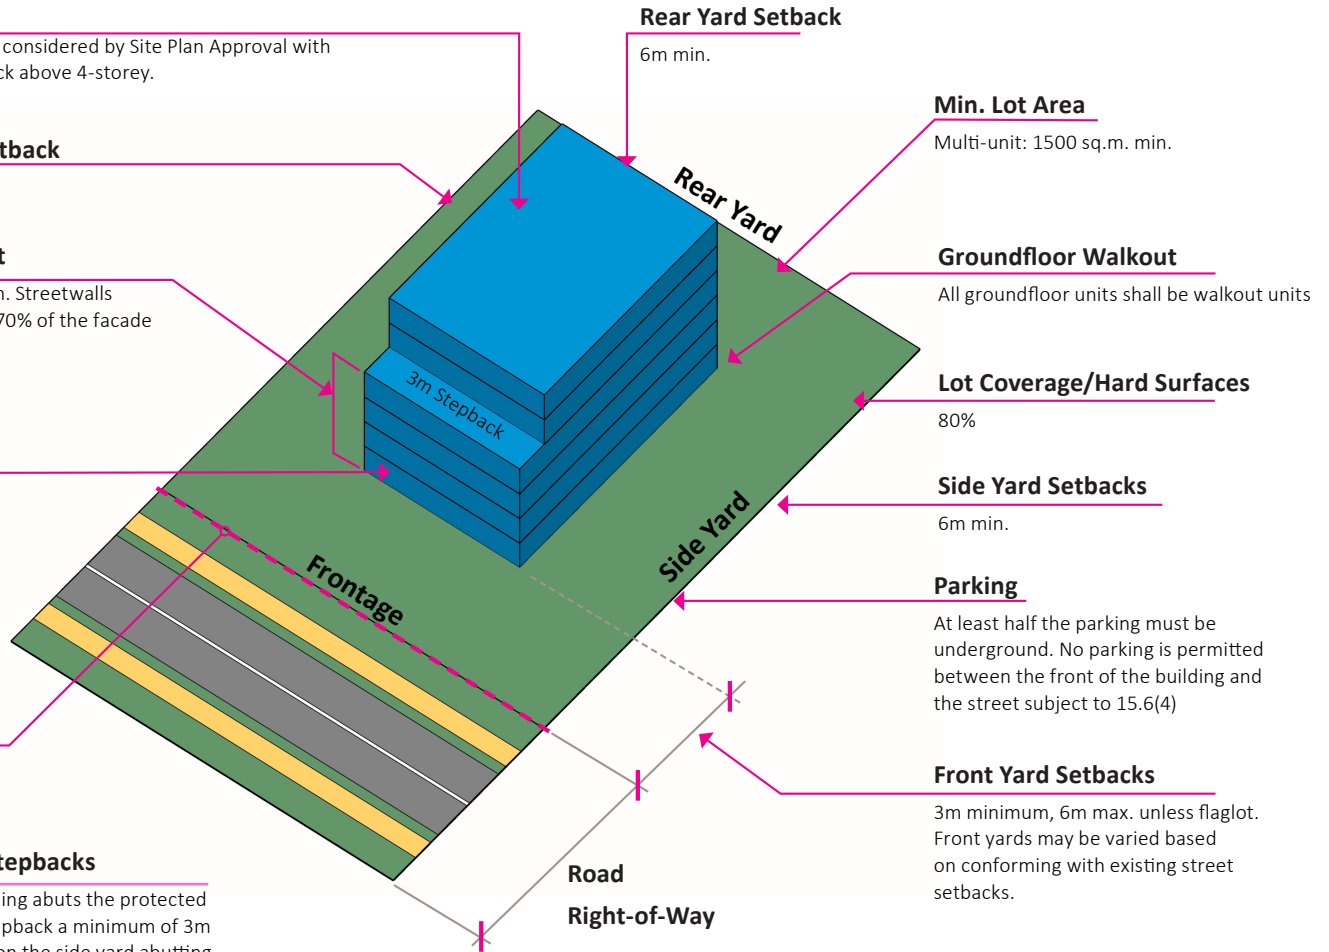 considered by Site Plan Approval with
above 4-storey.
Rear Yard Setback
6m min.
Min. Lot Area
Multi-unit: 1500 sq.m. min.
Rear Yard
Streetwalls
70% of the facade
Groundfloor Walkout
All groundfloor units shall be walkout units
3m Stepback
Lot Coverage/Hard Surfaces
80%
Side Yard Setbacks
6m min.
Side Yard
Frontage
Parking
At least half the parking must be
underground. No parking is permitted
between the front of the building and
the street subject to 15.6(4)
Front Yard Setbacks
3m minimum, 6m max. unless flaglot.
Front yards may be varied based
on conforming with existing street
setbacks.
Road
Right-of-Way
tepbacks
ing abuts the protected
pback a minimum of 3m
on the side yard abutting